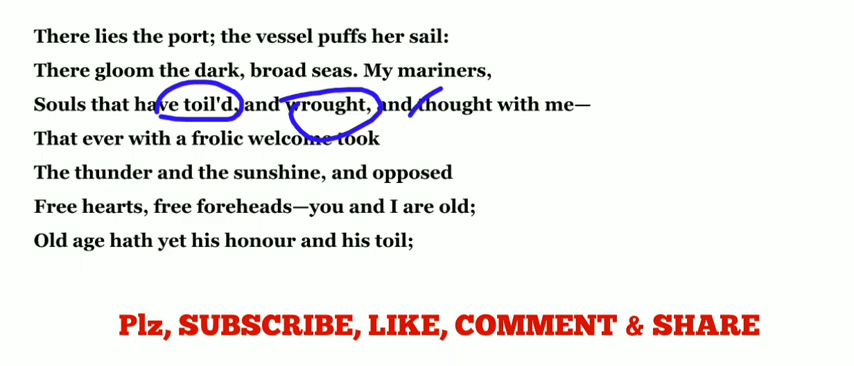 There lies the port; the vessel puffs her sail:
There gloom the dark, broad seas. My mariners,
Souls that have toil'd, and wrought, and thought with me—
That ever with a frolic welcome took
The thunder and the sunshine, and opposed
Free hearts, free foreheads—you and I are old;
Old age hath yet his honour and his toil;
Plz, SUBSCRIBE, LIKE, COMMENT & SHARE